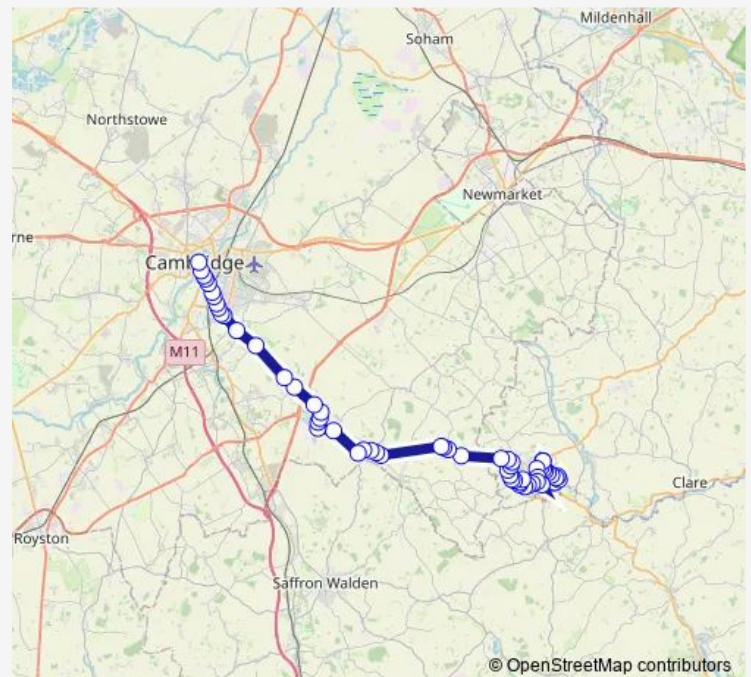 Mildenhall
Soham
Northstowe
Newmarket
rne
Cambridge
M11
Clare
Royston
Saffron Walden
© OpenStreetMap contributors